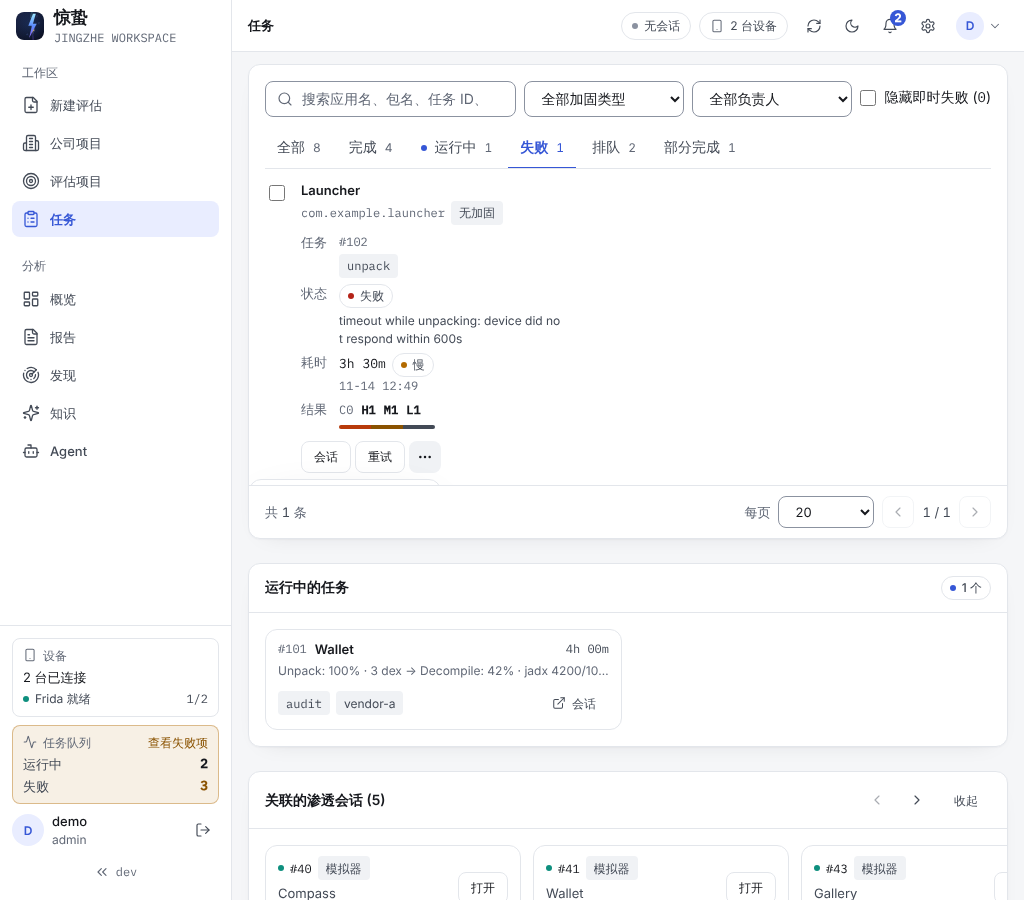 惊蛰
JINGZHE WORKSPACE
工作区
新建评估
公司项目
评估项目
任务
分析
概览
报告
发现
知识
Agent
设备
2 台已连接
Frida 就绪 1/2
任务队列 查看失败项
运行中 2
失败 3
D demo
admin
dev
任务
无会话
2 台设备
2
D
搜索应用名、包名、任务 ID、
全部加固类型
全部负责人
隐藏即时失败 (0)
全部 8 完成 4 运行中 1 失败 1 排队 2 部分完成 1
Launcher
com.example.launcher 无加固
任务 #102
unpack
状态 失败
timeout while unpacking: device did no
t respond within 600s
耗时 3h 30m 慢
11-14 12:49
结果 C0 H1 M1 L1
会话 重试 ···
共 1 条 每页 20 1 / 1
运行中的任务 1 个
#101 Wallet 4h 00m
Unpack: 100% · 3 dex → Decompile: 42% · jadx 4200/10...
audit vendor-a 会话
关联的渗透会话 (5) 收起
#40 模拟器
Compass 打开
#41 模拟器
Wallet 打开
#43 模拟器
Gallery